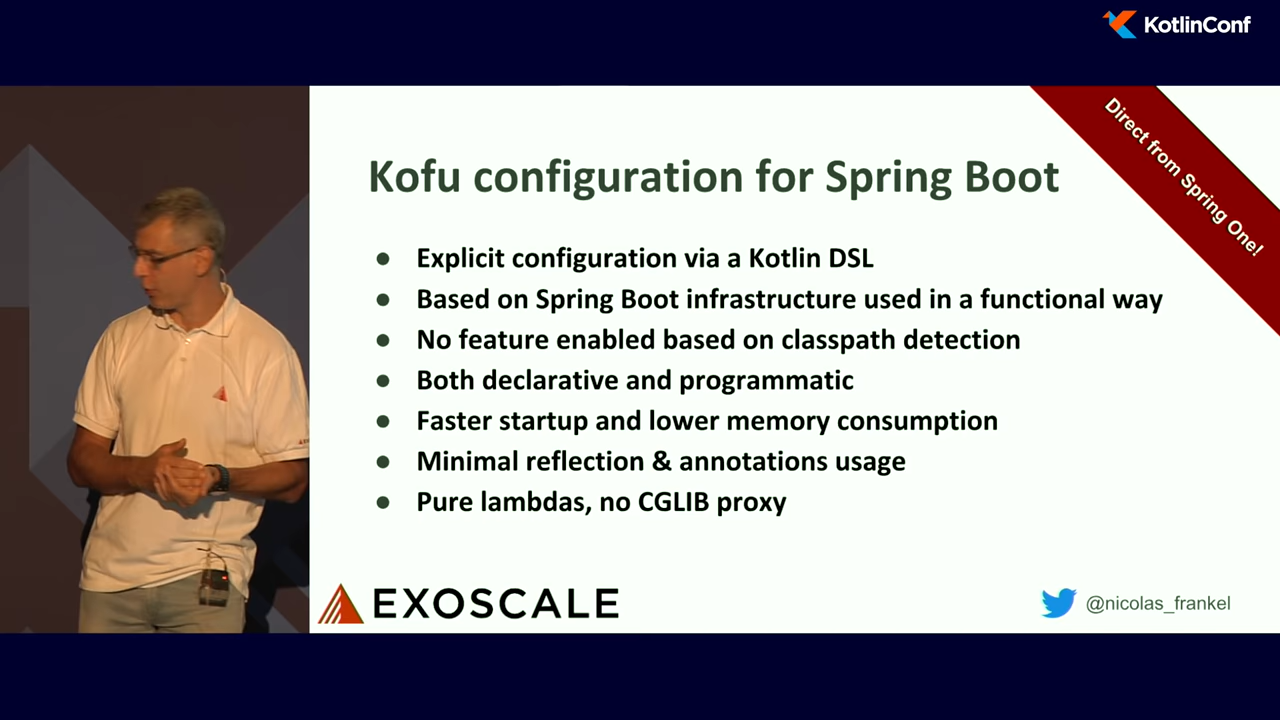 KotlinConf
Direct from Spring One!
Kofu configuration for Spring Boot
● Explicit configuration via a Kotlin DSL
● Based on Spring Boot infrastructure used in a functional way
● No feature enabled based on classpath detection
● Both declarative and programmatic
● Faster startup and lower memory consumption
● Minimal reflection & annotations usage
● Pure lambdas, no CGLIB proxy
EXOSCALE
@nicolas_frankel